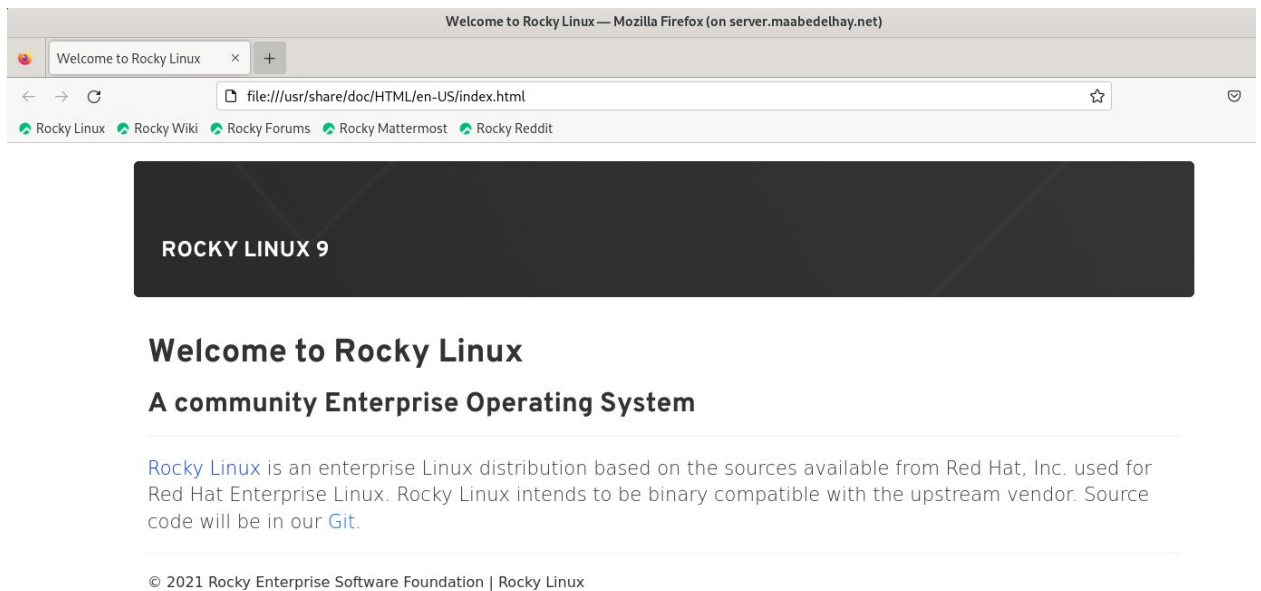 Welcome to Rocky Linux — Mozilla Firefox (on server.maabedelhay.net)
Welcome to Rocky Linux
file:///usr/share/doc/HTML/en-US/index.html
Rocky Linux Rocky Wiki Rocky Forums Rocky Mattermost Rocky Reddit
ROCKY LINUX 9
Welcome to Rocky Linux
A community Enterprise Operating System
Rocky Linux is an enterprise Linux distribution based on the sources available from Red Hat, Inc. used for
Red Hat Enterprise Linux. Rocky Linux intends to be binary compatible with the upstream vendor. Source
code will be in our Git.
© 2021 Rocky Enterprise Software Foundation | Rocky Linux